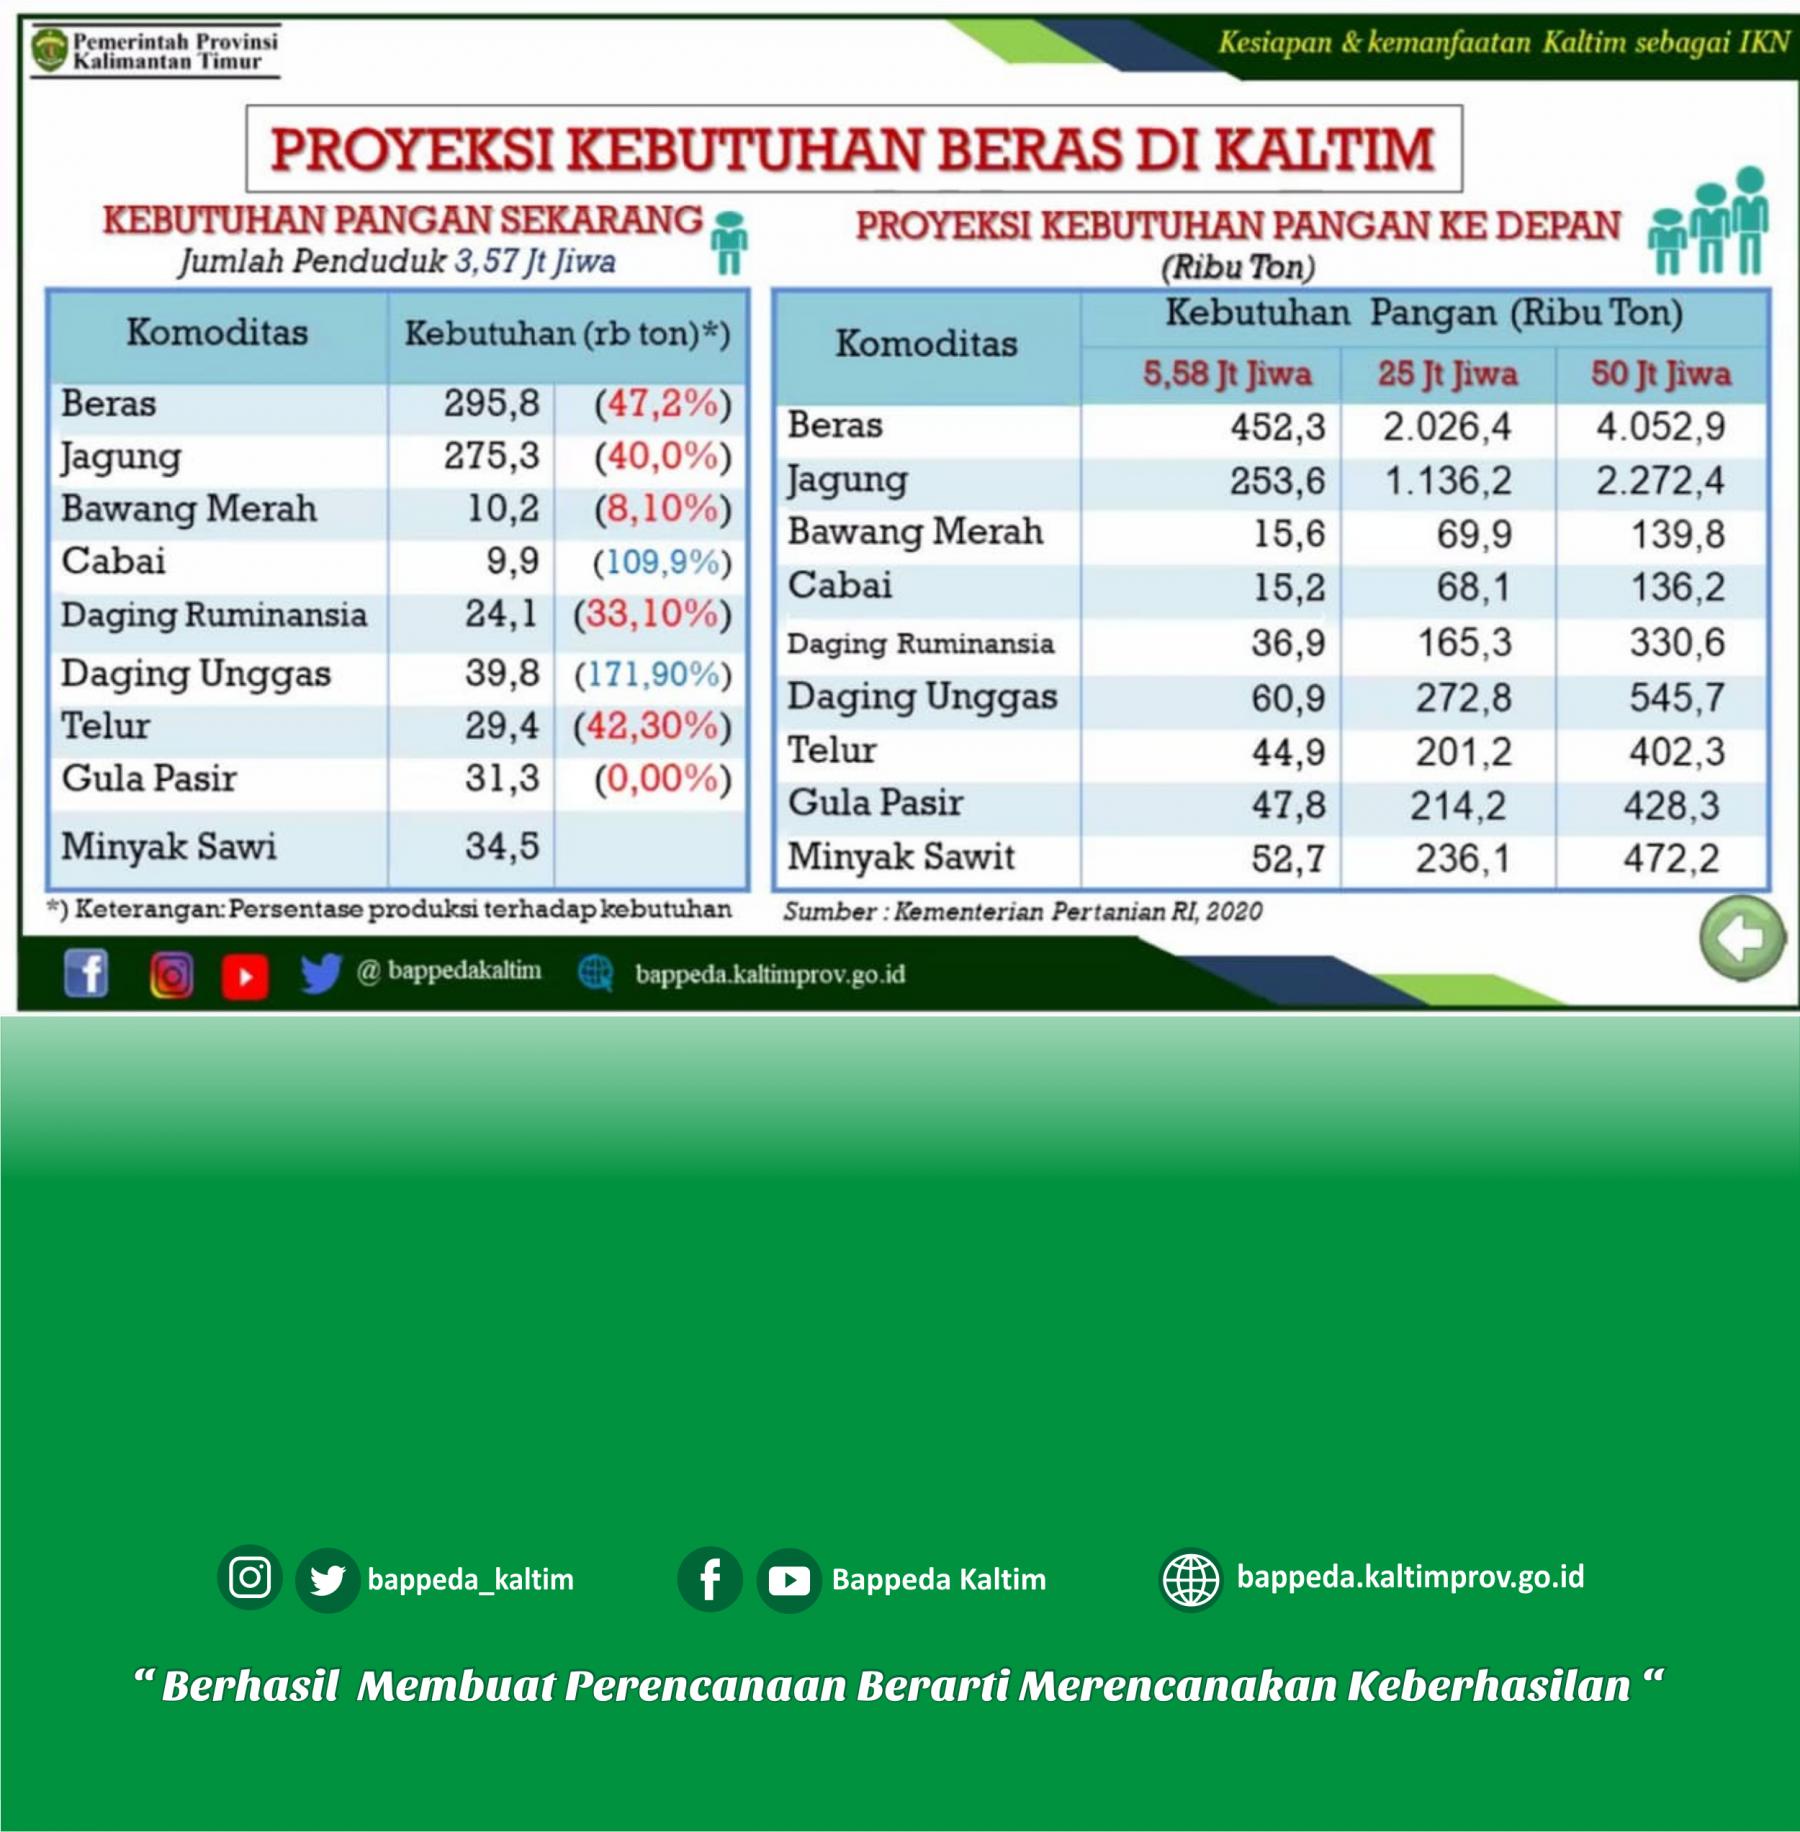 Pemerintah Provinsi
Kalimantan Timur
Kesiapan & kemanfaatan Kaltim sebagai IKN
PROYEKSI KEBUTUHAN BERAS DI KALTIM
KEBUTUHAN PANGAN SEKARANG
Jumlah Penduduk 3,57 Jt Jiwa
Komoditas Kebutuhan (rb ton)*)
Beras 295,8 (47,2%)
Jagung 275,3 (40,0%)
Bawang Merah 10,2 (8,10%)
Cabai 9,9 (109,9%)
Daging Ruminansia 24,1 (33,10%)
Daging Unggas 39,8 (171,90%)
Telur 29,4 (42,30%)
Gula Pasir 31,3 (0,00%)
Minyak Sawi 34,5
*) Keterangan: Persentase produksi terhadap kebutuhan
PROYEKSI KEBUTUHAN PANGAN KE DEPAN
(Ribu Ton)
Komoditas Kebutuhan Pangan (Ribu Ton)
5,58 Jt Jiwa 25 Jt Jiwa 50 Jt Jiwa
Beras 452,3 2.026,4 4.052,9
Jagung 253,6 1.136,2 2.272,4
Bawang Merah 15,6 69,9 139,8
Cabai 15,2 68,1 136,2
Daging Ruminansia 36,9 165,3 330,6
Daging Unggas 60,9 272,8 545,7
Telur 44,9 201,2 402,3
Gula Pasir 47,8 214,2 428,3
Minyak Sawit 52,7 236,1 472,2
Sumber : Kementerian Pertanian RI, 2020
@ bappedakaltim bappeda.kaltimprov.go.id
bappeda_kaltim Bappeda Kaltim bappeda.kaltimprov.go.id
“ Berhasil Membuat Perencanaan Berarti Merencanakan Keberhasilan “